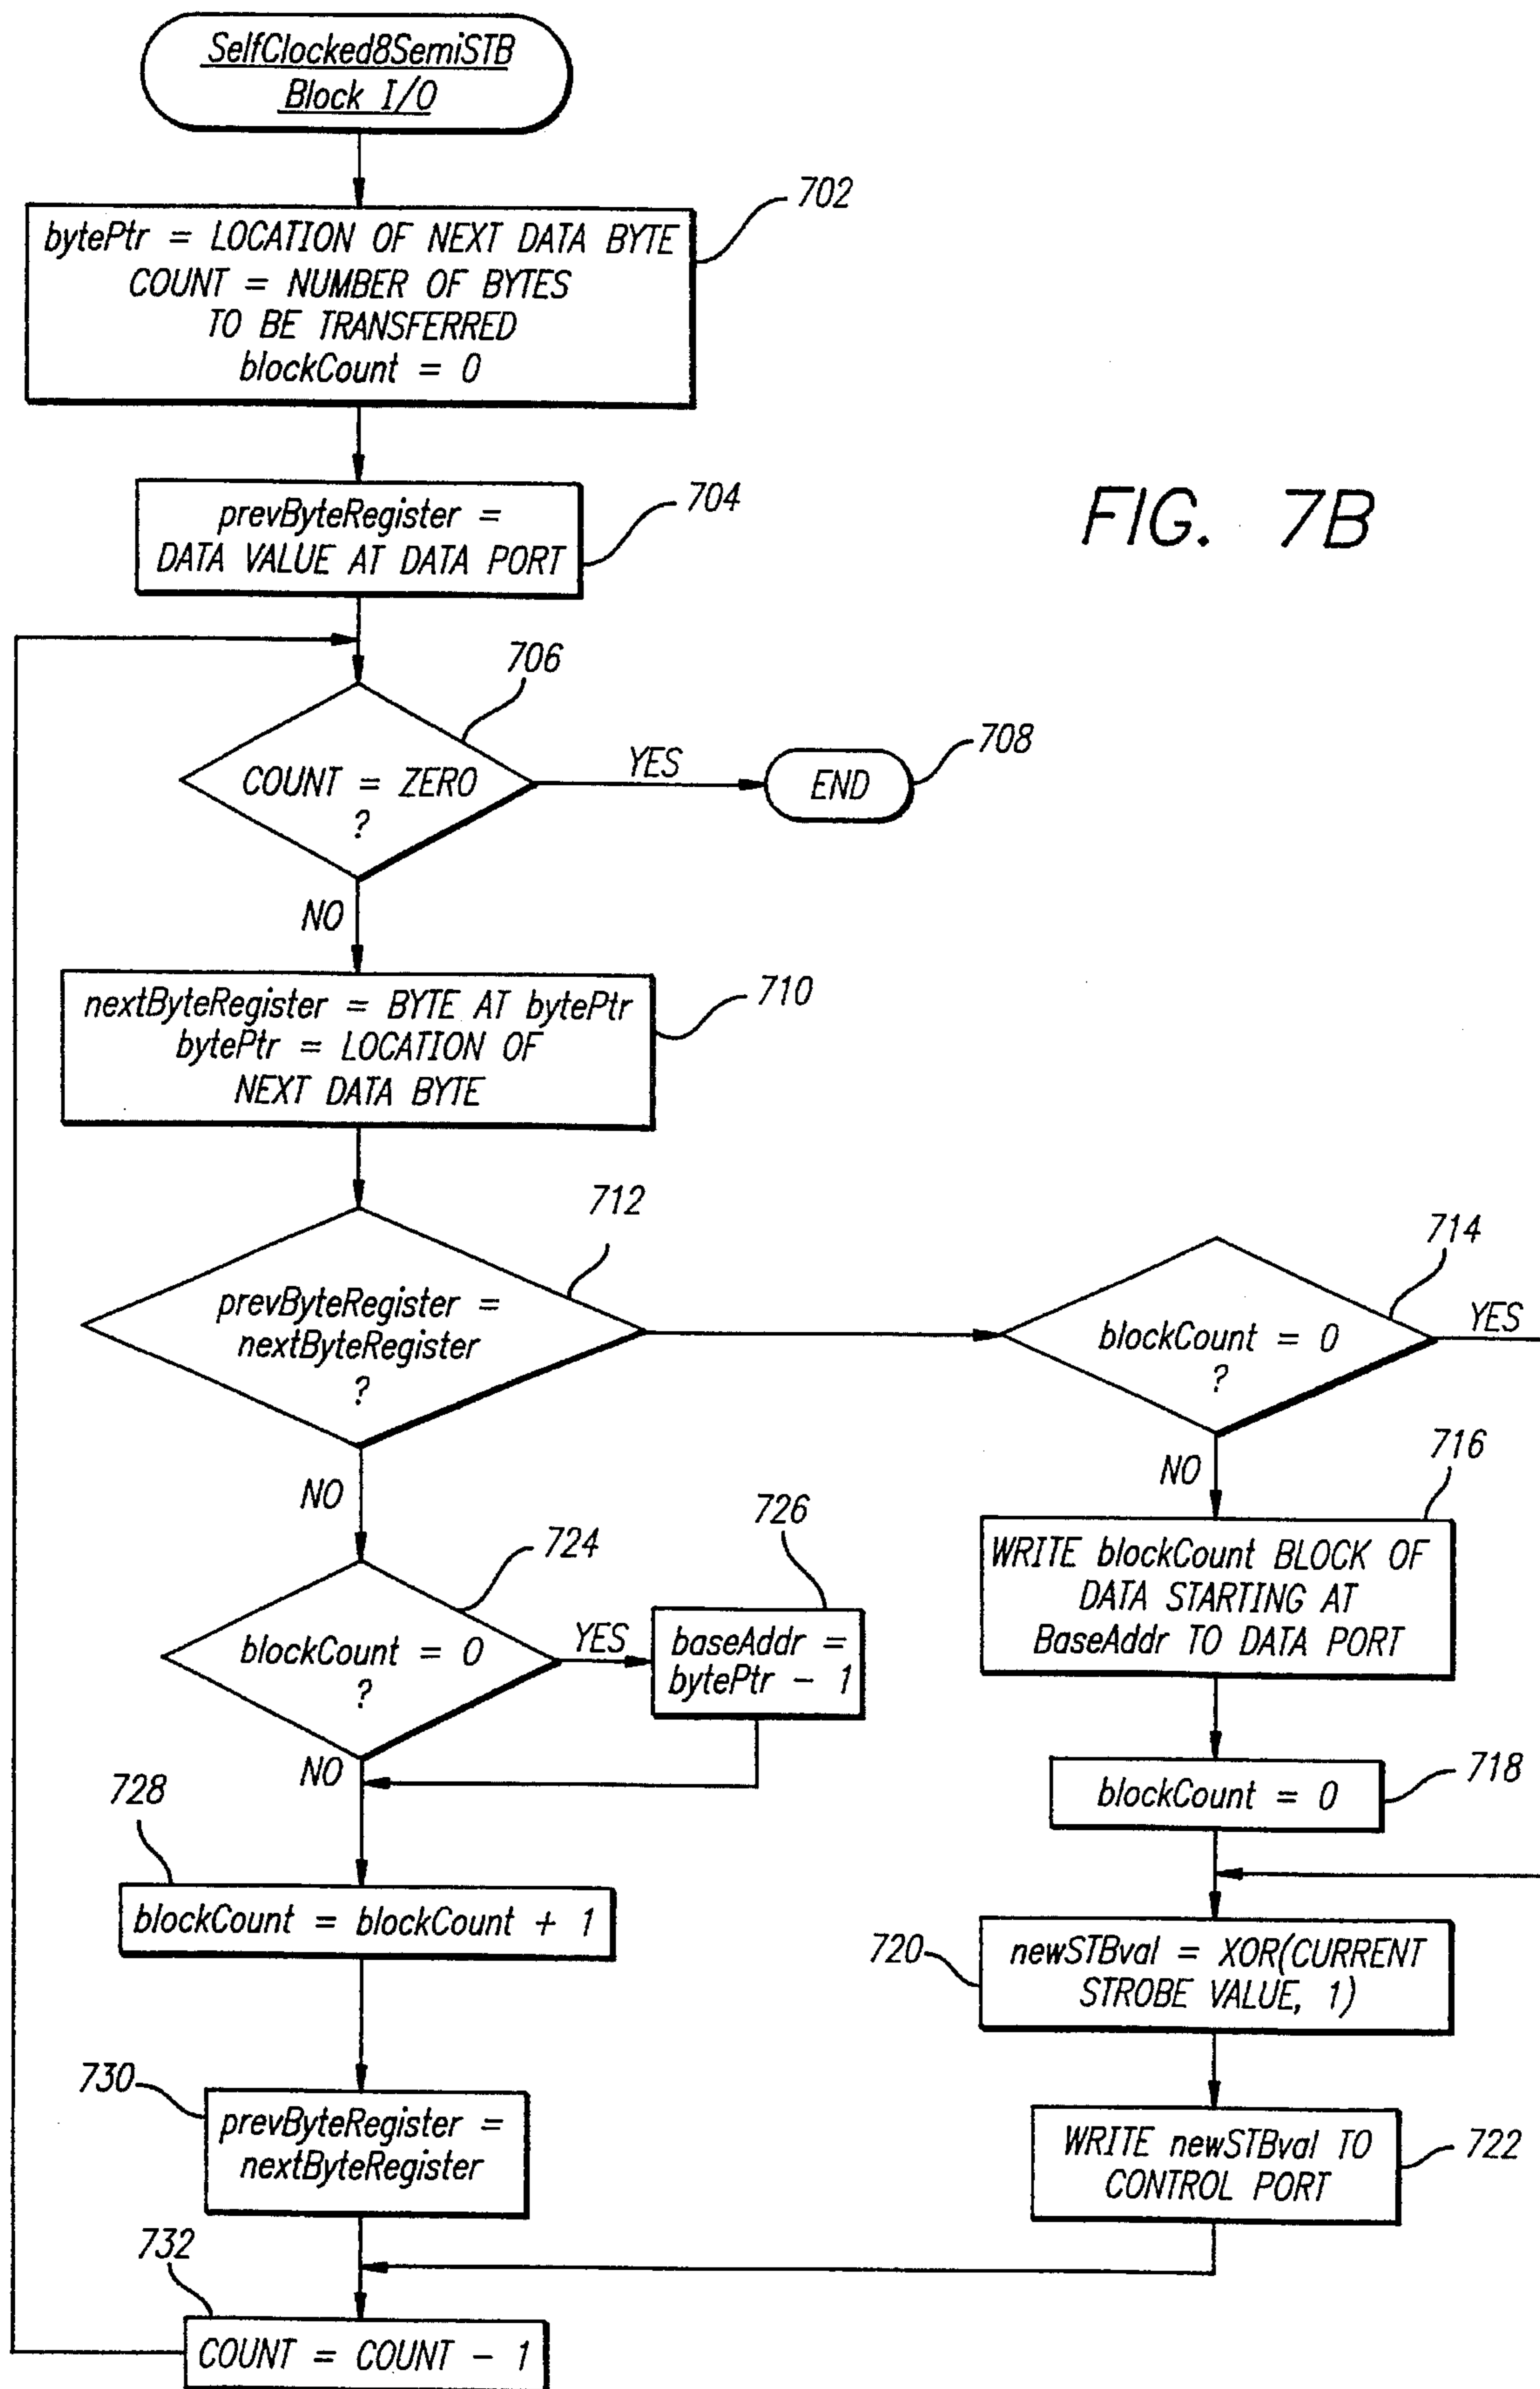 SelfClocked8SemiSTB
Block I/O
702
bytePtr = LOCATION OF NEXT DATA BYTE
COUNT = NUMBER OF BYTES
TO BE TRANSFERRED
blockCount = 0
704
prevByteRegister =
DATA VALUE AT DATA PORT
FIG. 7B
706
COUNT = ZERO
?
YES
END
708
NO
710
nextByteRegister = BYTE AT bytePtr
bytePtr = LOCATION OF
NEXT DATA BYTE
712
prevByteRegister =
nextByteRegister
?
714
blockCount = 0
?
YES
NO
716
WRITE blockCount BLOCK OF
DATA STARTING AT
BaseAddr TO DATA PORT
NO
724
blockCount = 0
?
YES
726
baseAddr =
bytePtr - 1
NO
718
blockCount = 0
728
blockCount = blockCount + 1
720
newSTBval = XOR(CURRENT
STROBE VALUE, 1)
730
prevByteRegister =
nextByteRegister
722
WRITE newSTBval TO
CONTROL PORT
732
COUNT = COUNT - 1